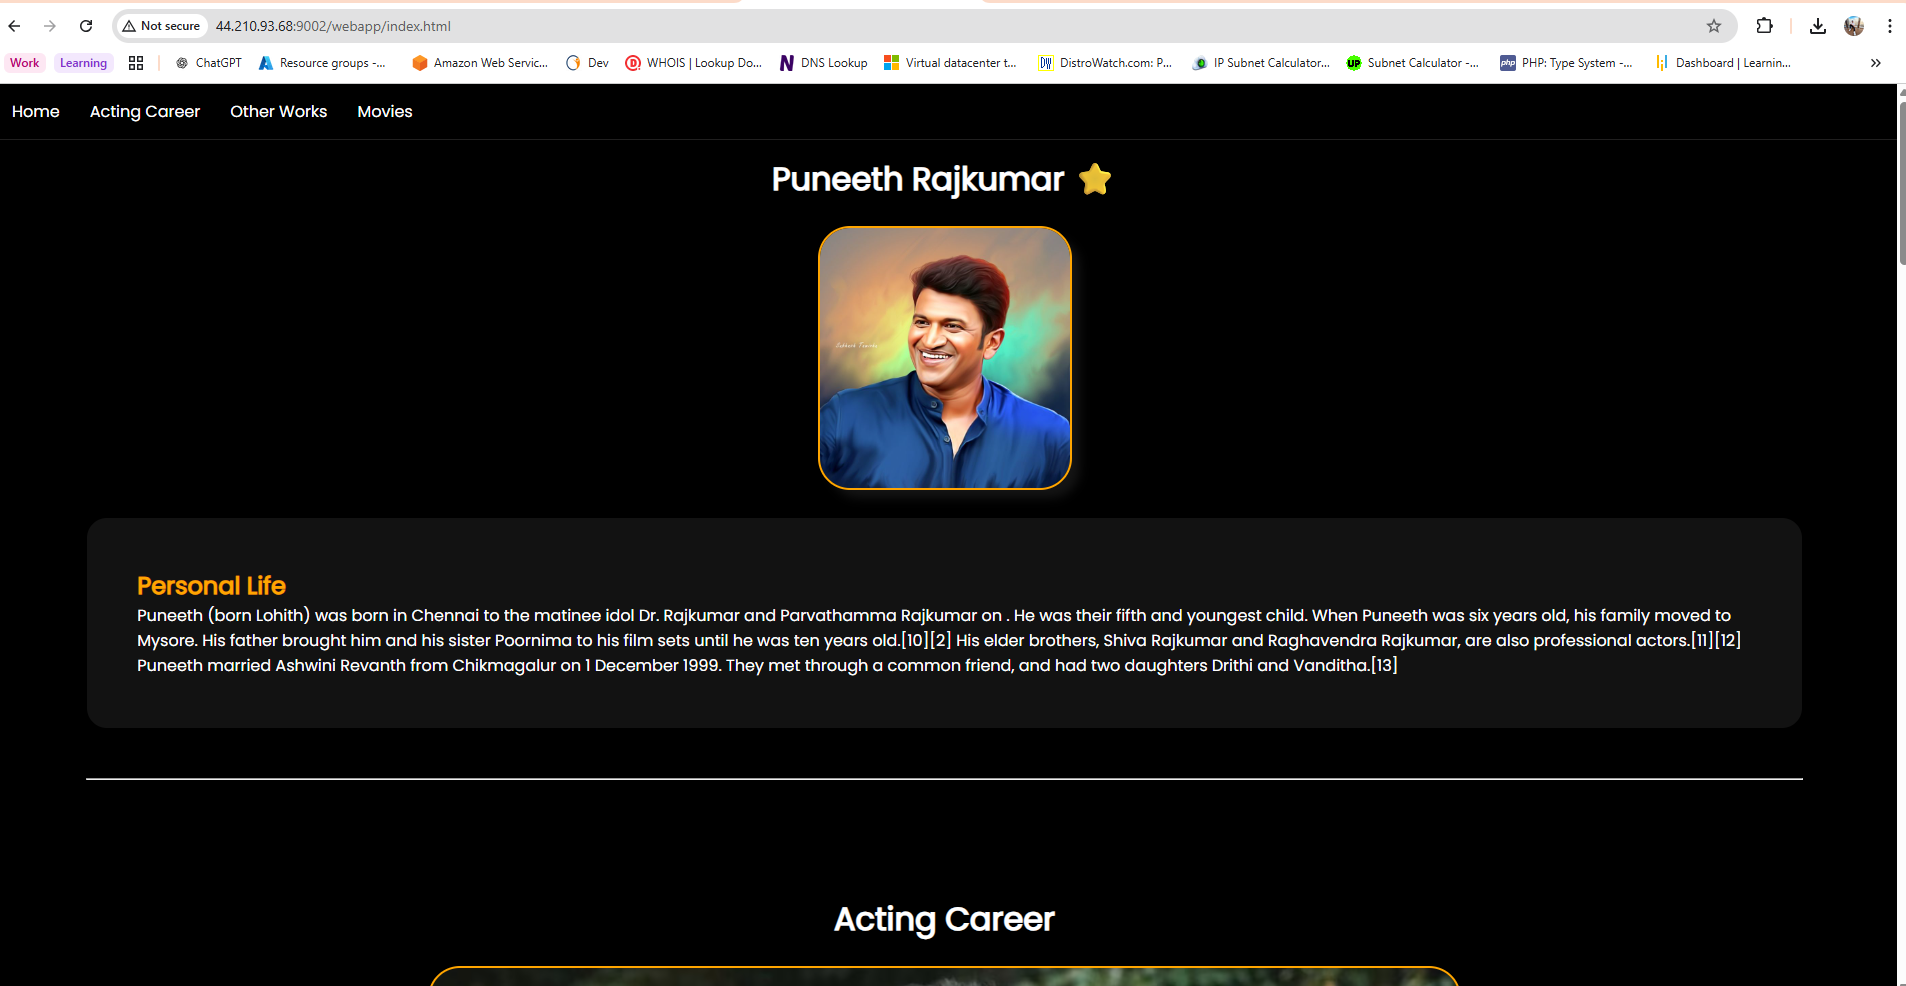 Not secure 44.210.93.68:9002/webapp/index.html
Work Learning ChatGPT Resource groups -... Amazon Web Servic... Dev WHOIS | Lookup Do... DNS Lookup Virtual datacenter t... DistroWatch.com: P... IP Subnet Calculator... Subnet Calculator -... php PHP: Type System -... Dashboard | Learnin... »
Home Acting Career Other Works Movies
Puneeth Rajkumar ⭐
Personal Life
Puneeth (born Lohith) was born in Chennai to the matinee idol Dr. Rajkumar and Parvathamma Rajkumar on . He was their fifth and youngest child. When Puneeth was six years old, his family moved to
Mysore. His father brought him and his sister Poornima to his film sets until he was ten years old.[10][2] His elder brothers, Shiva Rajkumar and Raghavendra Rajkumar, are also professional actors.[11][12]
Puneeth married Ashwini Revanth from Chikmagalur on 1 December 1999. They met through a common friend, and had two daughters Drithi and Vanditha.[13]
Acting Career